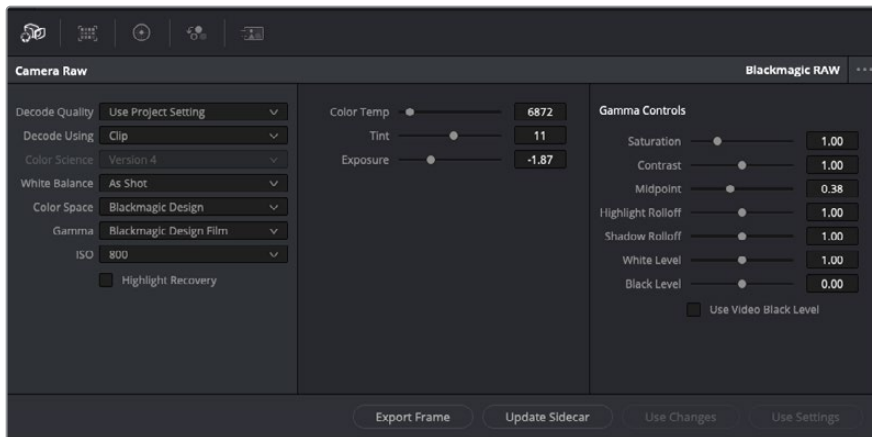 Camera Raw
Blackmagic RAW
Decode Quality Use Project Setting
Decode Using Clip
Color Science Version 4
White Balance As Shot
Color Space Blackmagic Design
Gamma Blackmagic Design Film
ISO 800
Highlight Recovery
Color Temp 6872
Tint 11
Exposure -1.87
Gamma Controls
Saturation 1.00
Contrast 1.00
Midpoint 0.38
Highlight Rolloff 1.00
Shadow Rolloff 1.00
White Level 1.00
Black Level 0.00
Use Video Black Level
Export Frame
Update Sidecar
Use Changes
Use Settings